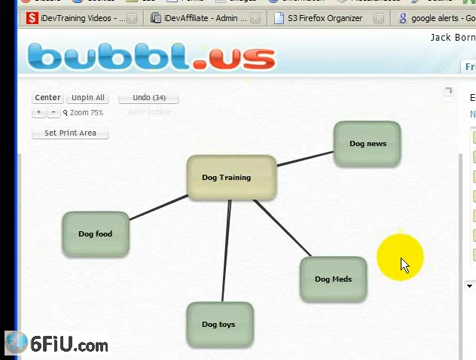 iDevTraining Videos -
iDevAffiliate - Admin ...
S3 Firefox Organizer
google alerts - Googl
Jack Born
bubbl.us
Center
Unpin All
Undo (34)
+
-
Zoom 75%
Set Print Area
Dog news
Dog Training
Dog food
Dog Meds
Dog toys
6FiU.com